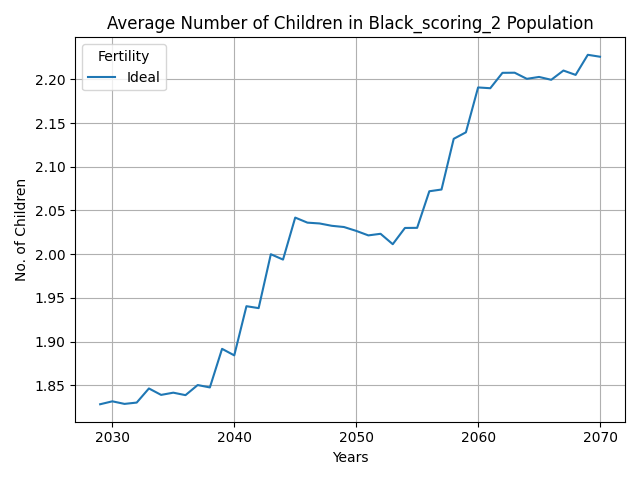 Average Number of Children in Black_scoring_2 Population
Fertility
Ideal
2.20
2.15
2.10
2.05
2.00
1.95
1.90
1.85
No. of Children
2030 2040 2050 2060 2070
Years